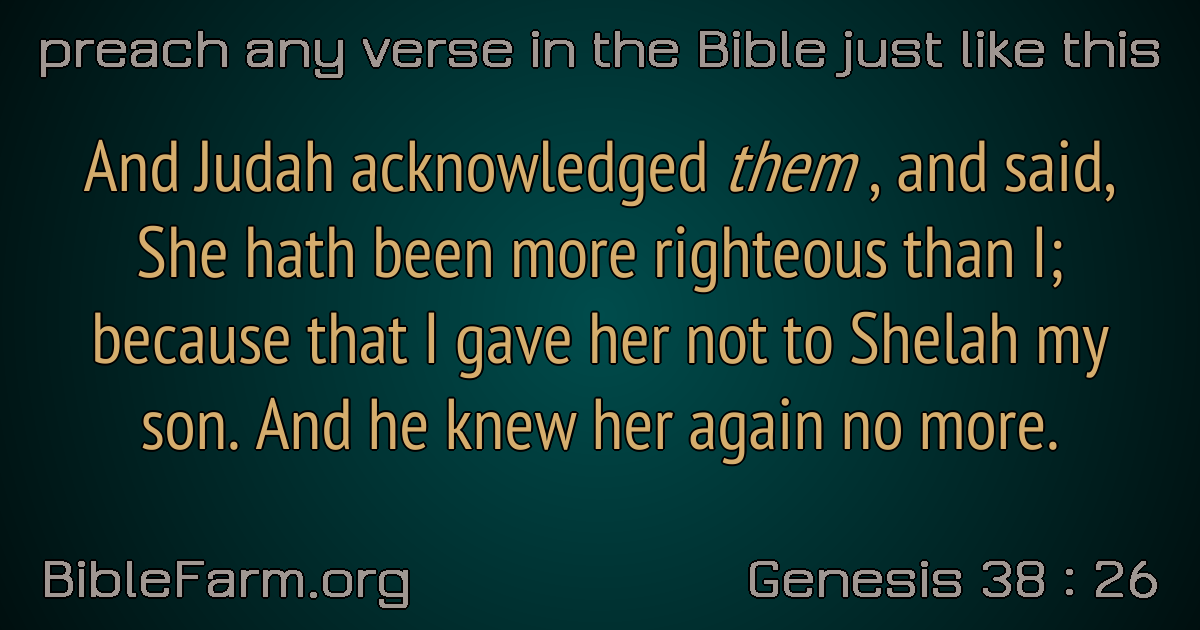 preach any verse in the Bible just like this
And Judah acknowledged them , and said,
She hath been more righteous than I;
because that I gave her not to Shelah my
son. And he knew her again no more.
BibleFarm.org
Genesis 38 : 26